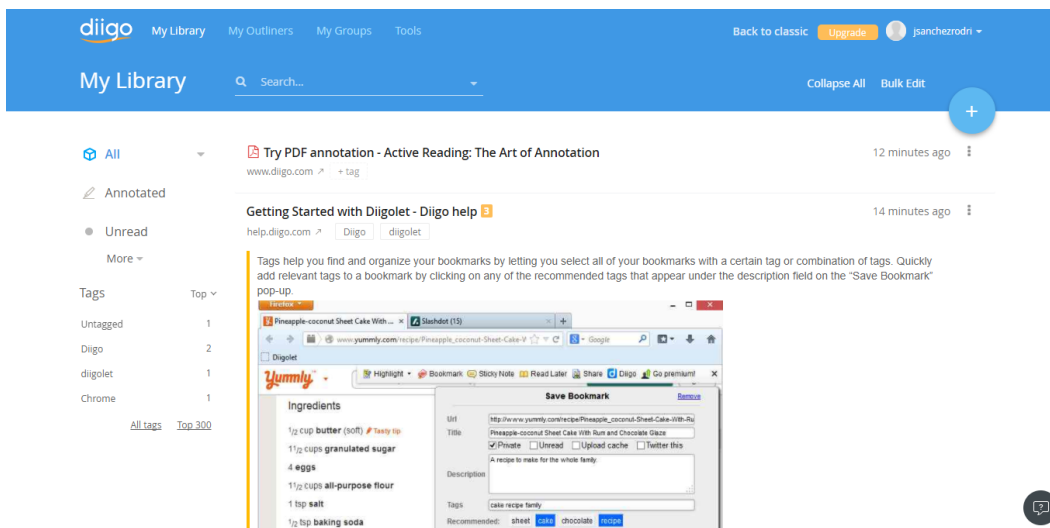 diigo My Library My Outliners My Groups Tools Back to classic Upgrade jsanchezrodri
My Library Search... Collapse All Bulk Edit
+
All
Annotated
Unread
More
Tags Top
Untagged 1
Diigo 2
diigolet 1
Chrome 1
All tags Top 300
Try PDF annotation - Active Reading: The Art of Annotation 12 minutes ago
www.diigo.com + tag
Getting Started with Diigolet - Diigo help 3 14 minutes ago
help.diigo.com Diigo diigolet
Tags help you find and organize your bookmarks by letting you select all of your bookmarks with a certain tag or combination of tags. Quickly
add relevant tags to a bookmark by clicking on any of the recommended tags that appear under the description field on the “Save Bookmark”
pop-up.
Firefox
Pineapple-coconut Sheet Cake With ... × Slashdot (15) × +
www.yummly.com/recipe/Pineapple_coconut-Sheet-Cake-W Google
Diigolet
Yummly Highlight Bookmark Sticky Note Read Later Share Diigo Go premium! X
Save Bookmark Remove
Url http://www.yummly.com/recipe/Pineapple_coconut-Sheet-Cake-With-Ru
Title Pineapple-coconut Sheet Cake With Rum and Chocolate Glaze
Private Unread Upload cache Twitter this
Description A recipe to make for the whole family.
Tags cake recipe family
Recommended: sheet cake chocolate recipe
Ingredients
1/2 cup butter (soft) Tasty tip
1 1/2 cups granulated sugar
4 eggs
1 1/2 cups all-purpose flour
1 tsp salt
1/2 tsp baking soda